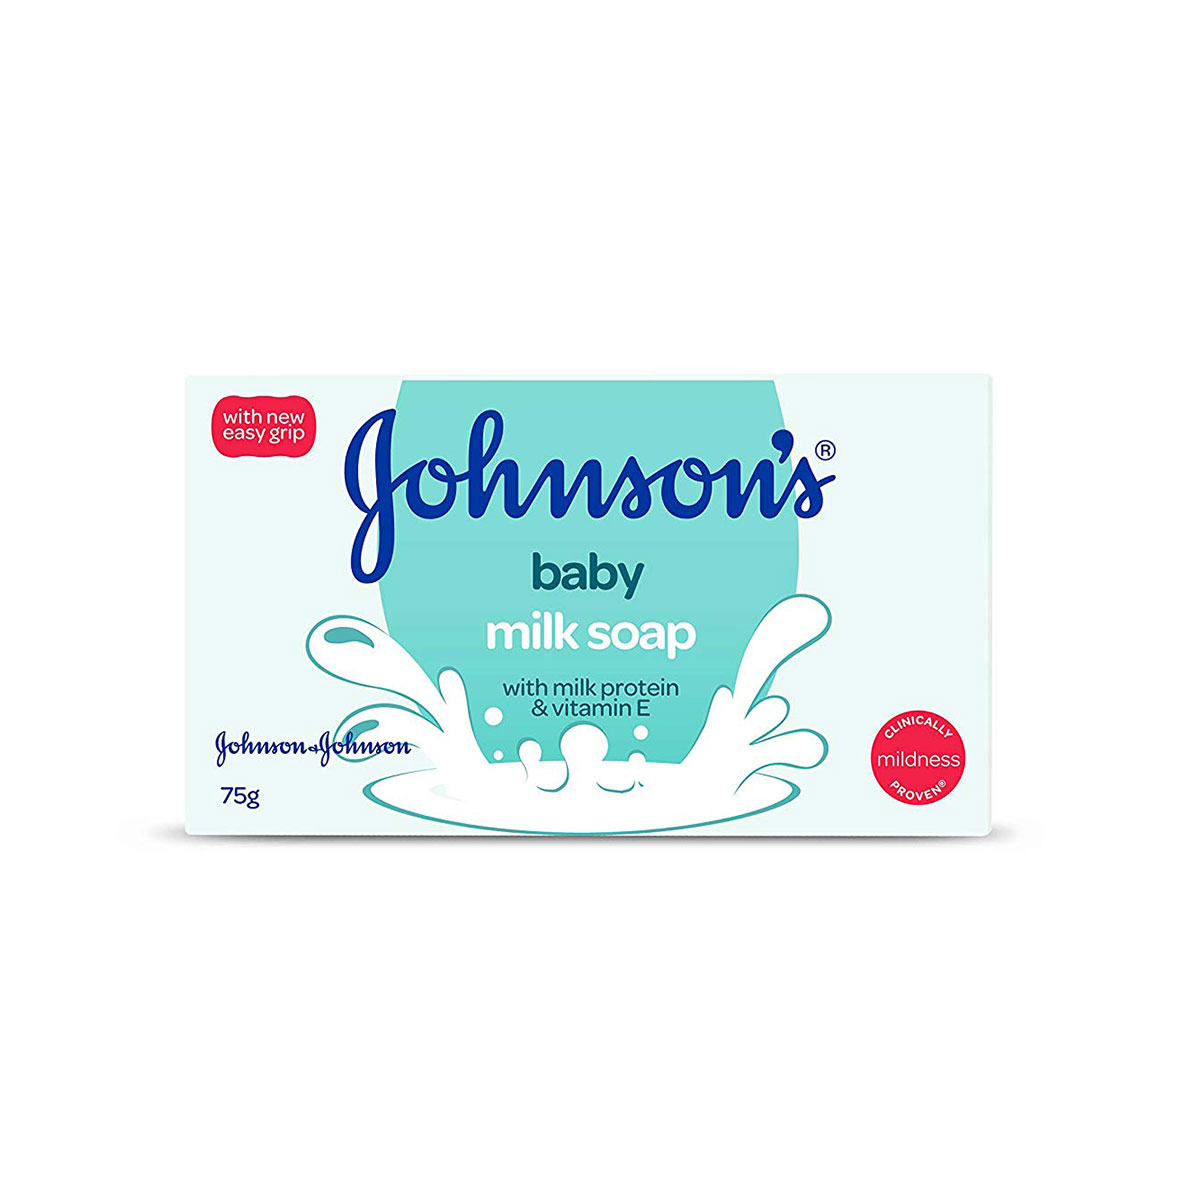 with new
easy grip
Johnson's®
baby
milk soap
with milk protein
& vitamin E
Johnson+Johnson
75g
CLINICALLY
mildness
PROVEN®